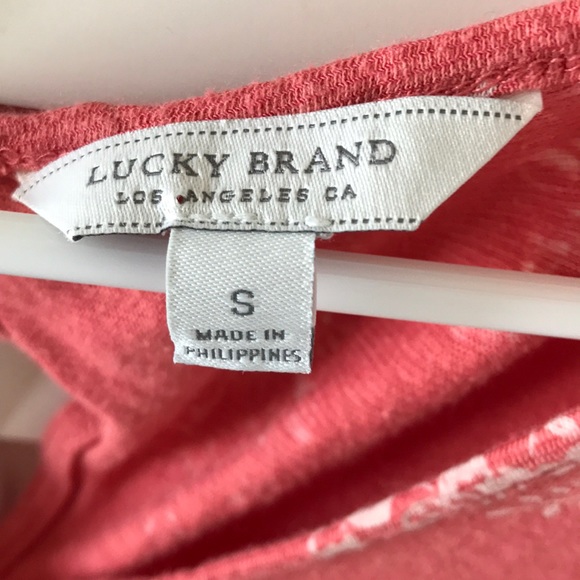 LUCKY BRAND
LOS ANGELES CA
S
MADE IN
PHILIPPINES